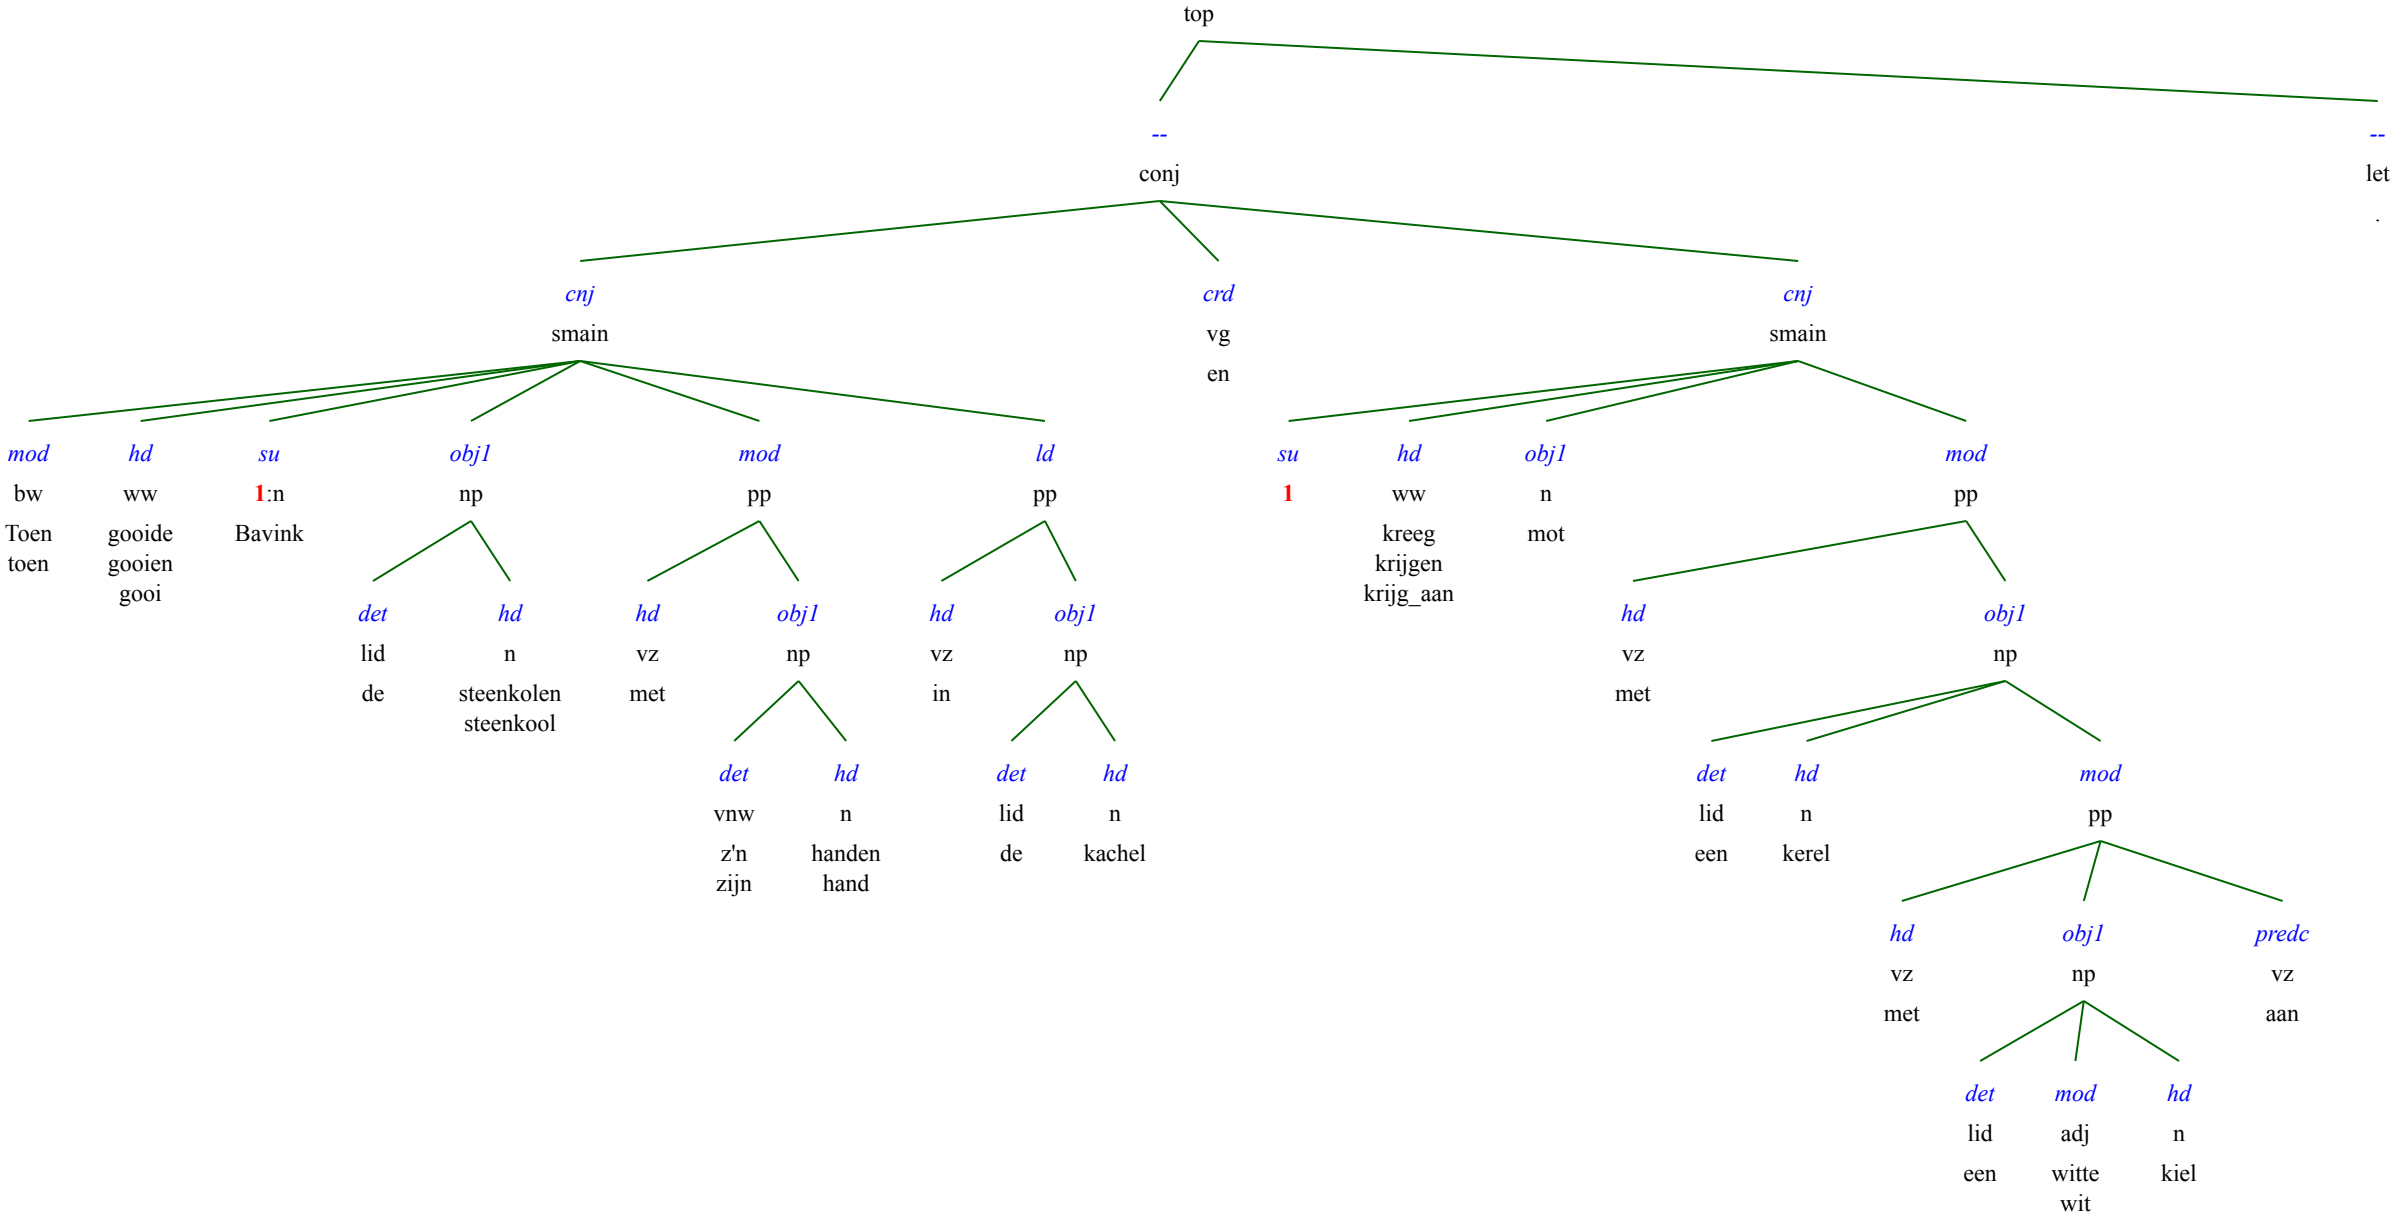 top
-- --
conj let
.
cnj crd cnj
smain vg smain
en
mod hd su obj1 mod ld su hd obj1 mod
bw ww 1:n np pp pp 1 ww n pp
Toen gooide Bavink kreeg mot
toen gooien krijgen
gooi krijg_aan
det hd hd obj1 hd obj1 hd obj1
lid n vz np vz np vz np
de steenkolen met in met
steenkool
det hd det hd det hd mod
vnw n lid n lid n pp
z'n handen de kachel een kerel
zijn hand
hd obj1 predc
vz np vz
met aan
det mod hd
lid adj n
een witte kiel
wit